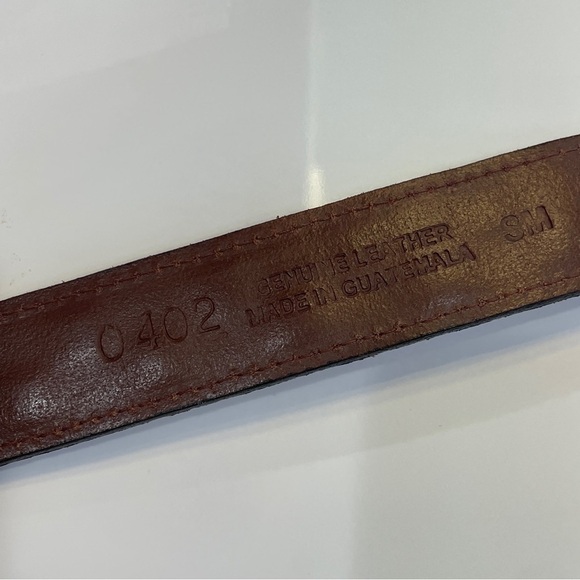 0402
GENUINE LEATHER
MADE IN GUATEMALA
SM